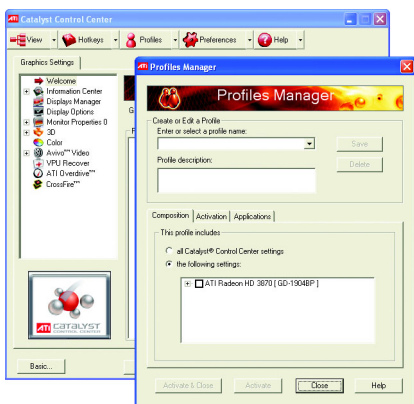 ATI Catalyst Control Center
View
Hotkeys
Profiles
Preferences
Help
Graphics Settings
Welcome
Information Center
Displays Manager
Display Options
Monitor Properties 0
3D
Color
Avivo™ Video
VPU Recover
ATI Overdrive™
CrossFire™
ATI CATALYST
CONTROL CENTER
Basic...
ATI Profiles Manager
Profiles Manager
Create or Edit a Profile
Enter or select a profile name:
Save
Profile description:
Delete
Composition
Activation
Applications
This profile includes
all Catalyst® Control Center settings
the following settings:
ATI Radeon HD 3870 [ GD-1904BP ]
Activate & Close
Activate
Close
Help